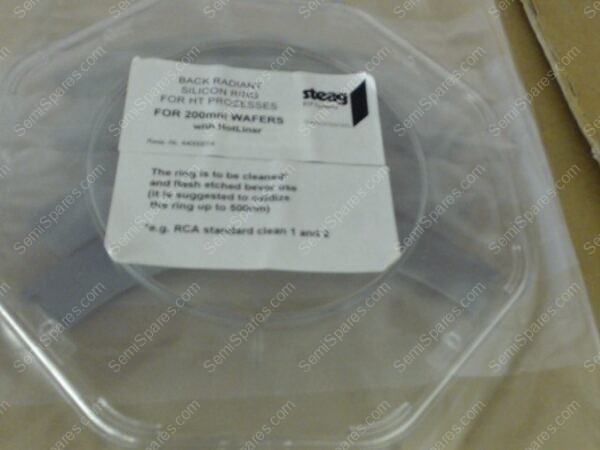 BACK RADIANT
SILICON RING
FOR HT PROZESSES
FOR 200mm WAFERS
with HotLiner
steag
The ring is to be cleaned*
and flash etched bevor use
(it is suggested to oxidize
the ring up to 500nm)
*e.g. RCA standard clean 1 and 2
SemiSpares.com